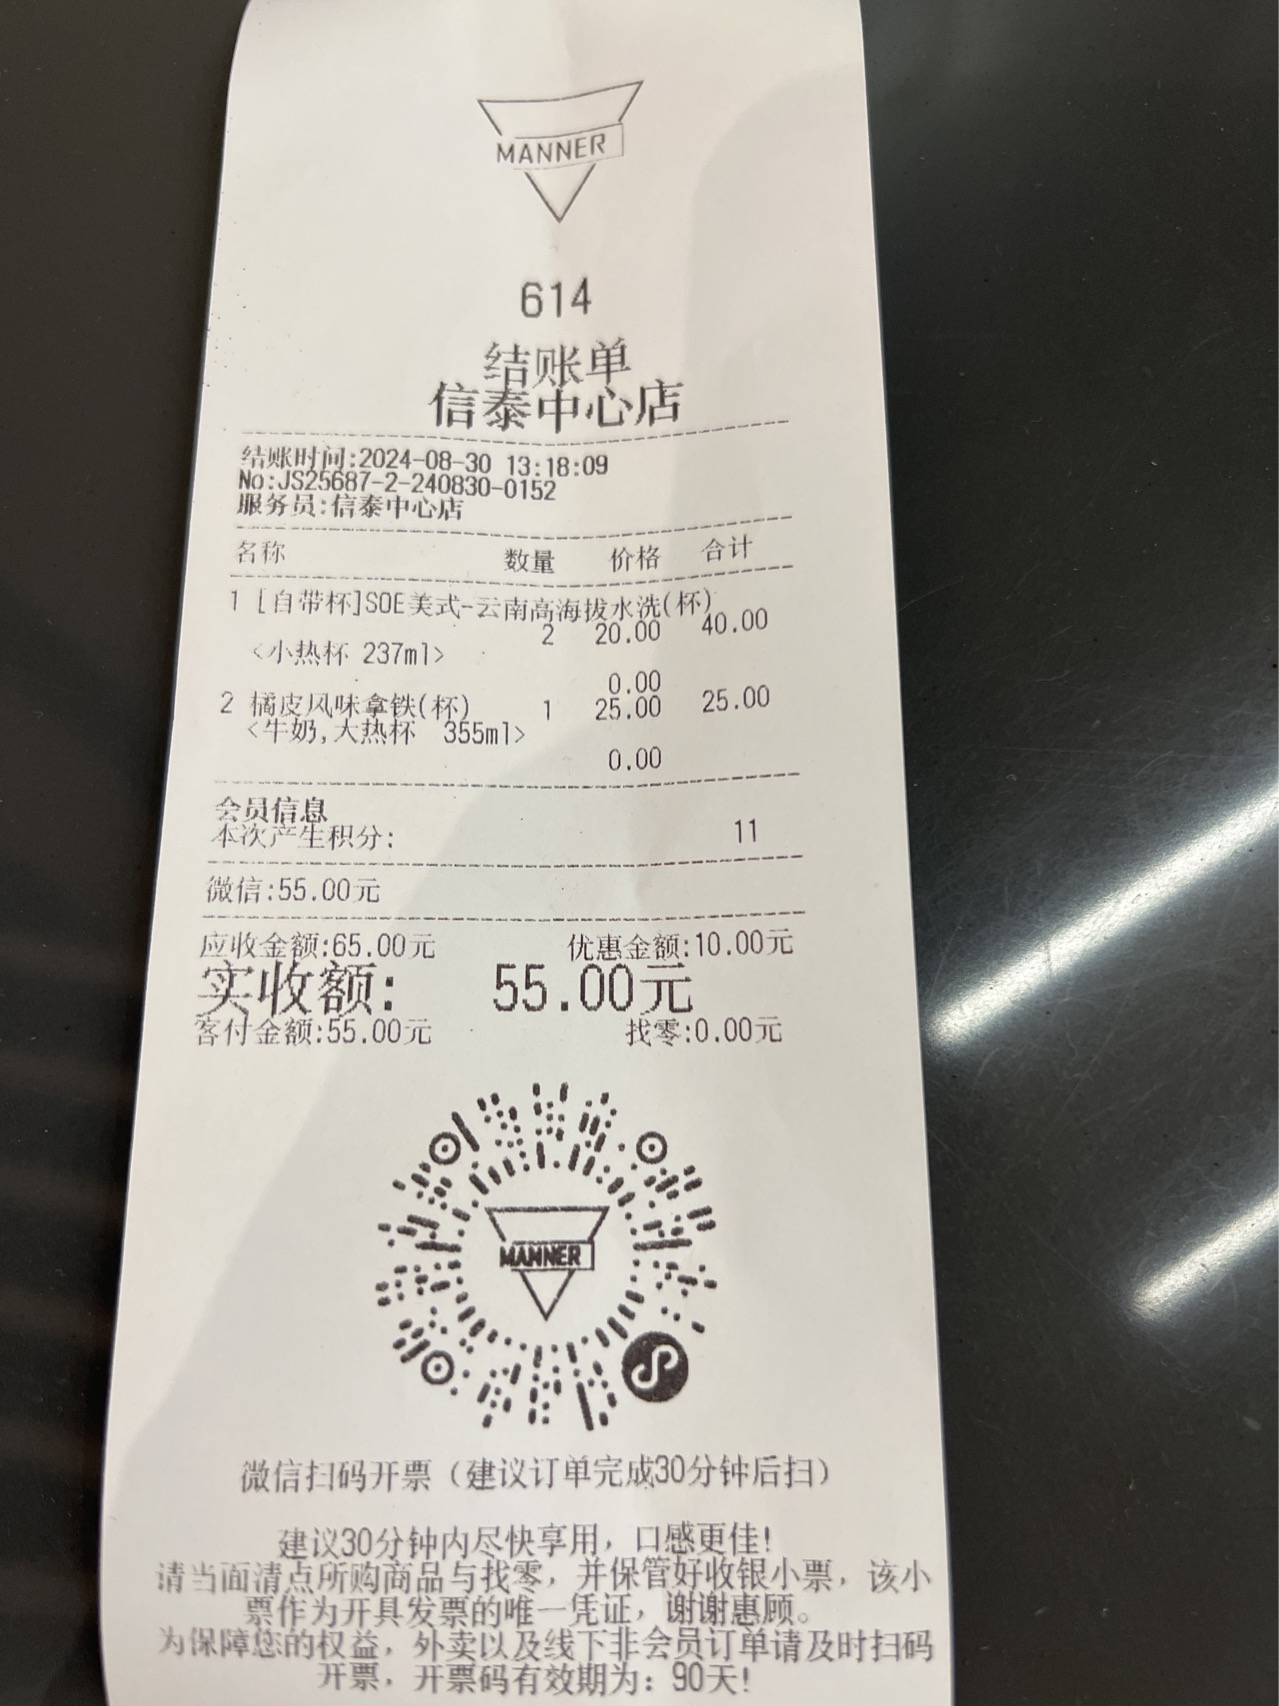 MANNER
614
结账单
信泰中心店
结账时间:2024-08-30 13:18:09
No:JS25687-2-240830-0152
服务员:信泰中心店
名称 数量 价格 合计
1 [自带杯]SOE美式-云南高海拔水洗(杯)
2 20.00 40.00
<小热杯 237ml>
0.00
2 橘皮风味拿铁(杯) 1 25.00 25.00
<牛奶,大热杯 355ml>
0.00
会员信息
本次产生积分: 11
微信:55.00元
应收金额:65.00元 优惠金额:10.00元
实收额: 55.00元
客付金额:55.00元 找零:0.00元
MANNER
微信扫码开票（建议订单完成30分钟后扫）
建议30分钟内尽快享用，口感更佳!
请当面清点所购商品与找零，并保管好收银小票，该小
票作为开具发票的唯一凭证，谢谢惠顾。
为保障您的权益，外卖以及线下非会员订单请及时扫码
开票，开票码有效期为：90天!